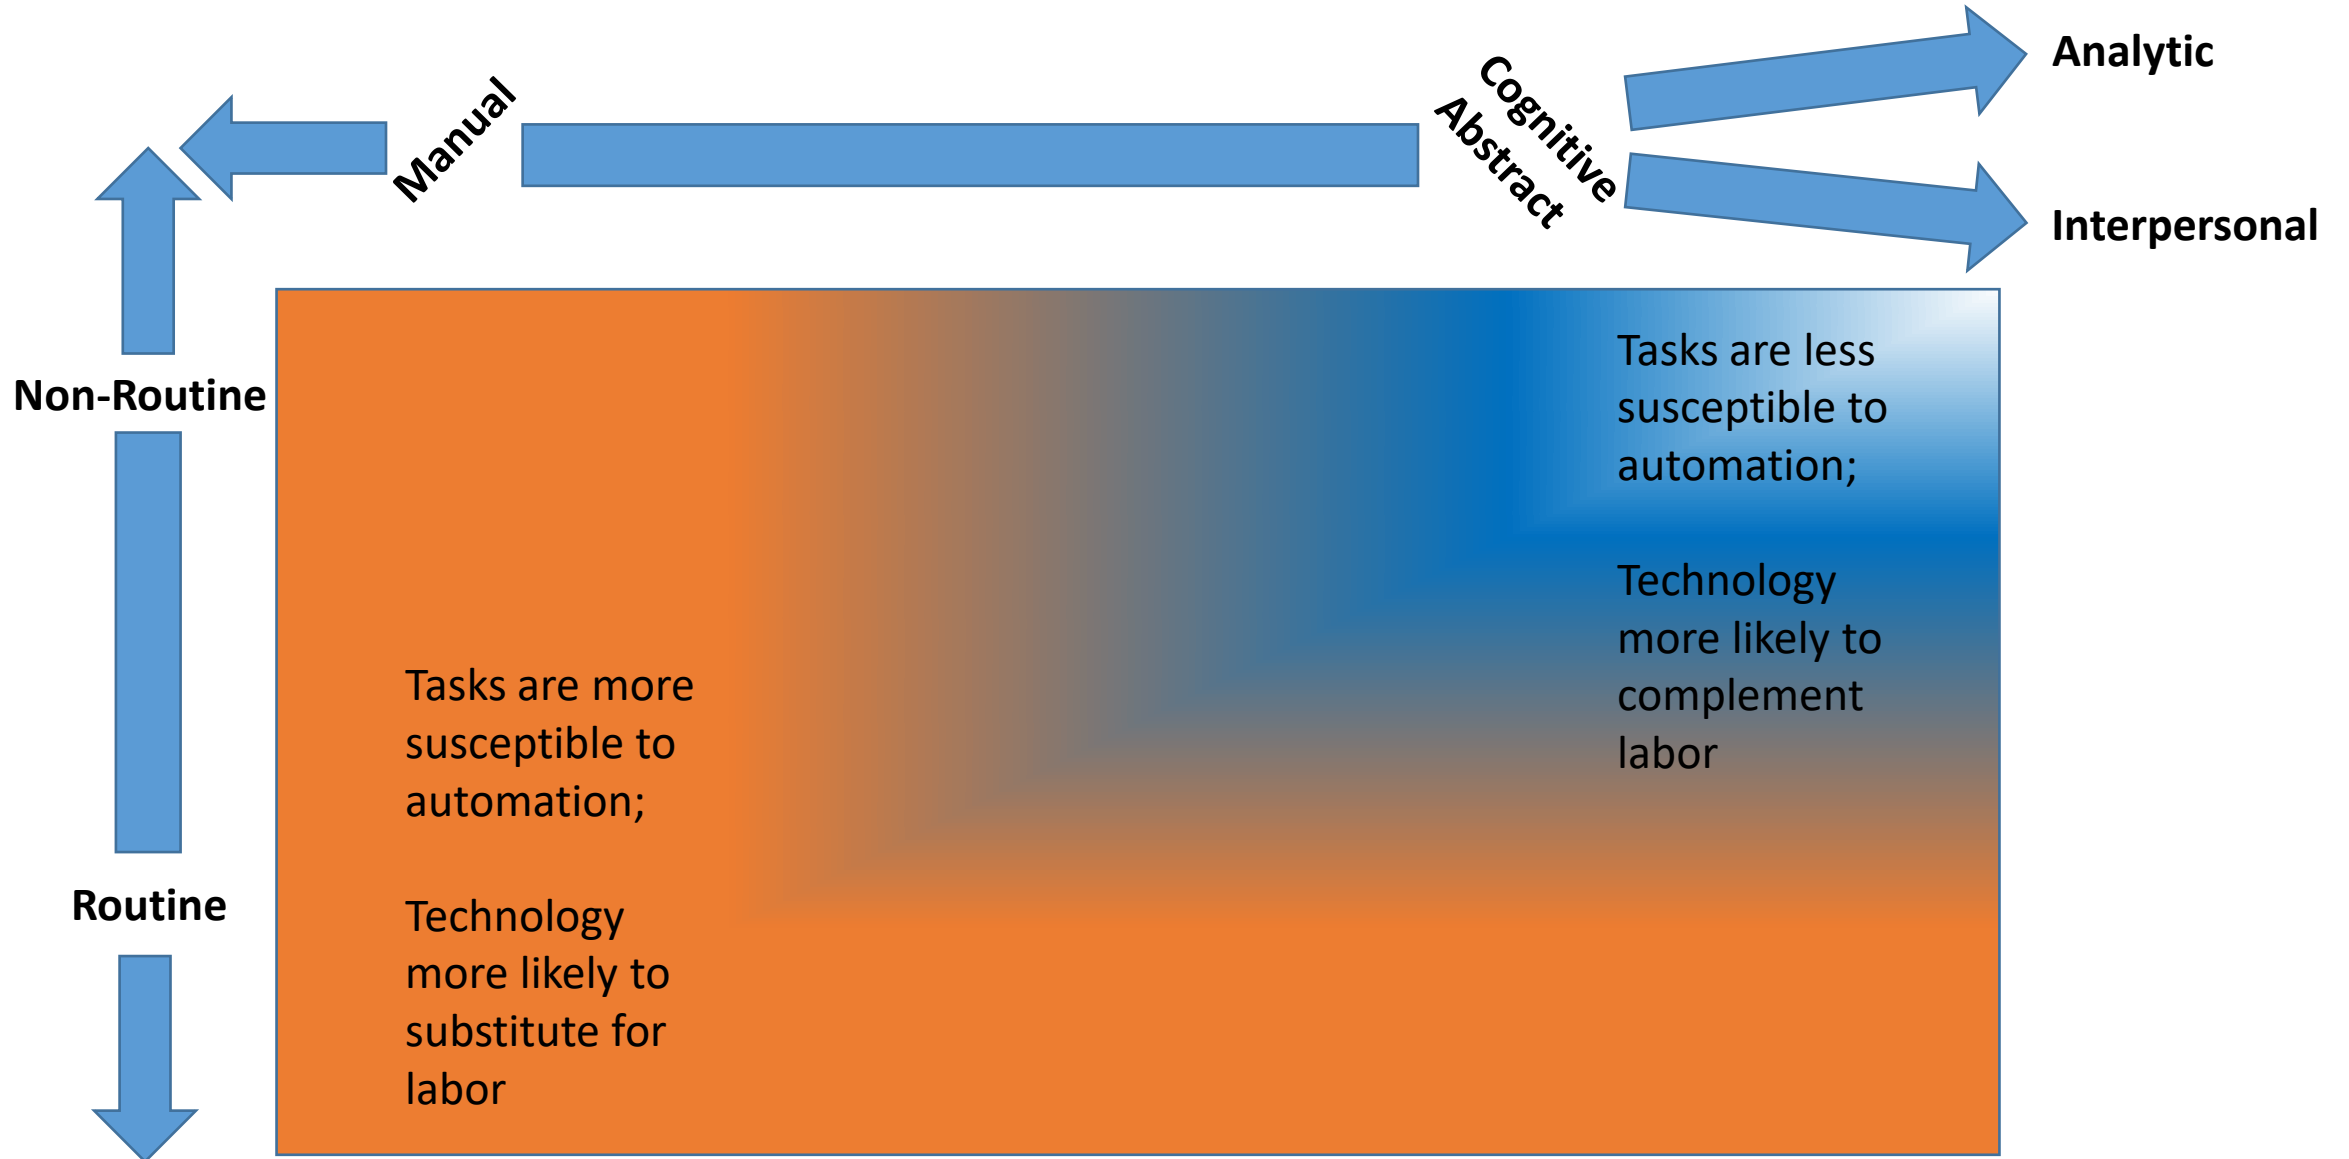 Analytic
Manual
Cognitive
Abstract
Interpersonal
Non-Routine
Routine
Tasks are less
susceptible to
automation;
Technology
more likely to
complement
labor
Tasks are more
susceptible to
automation;
Technology
more likely to
substitute for
labor